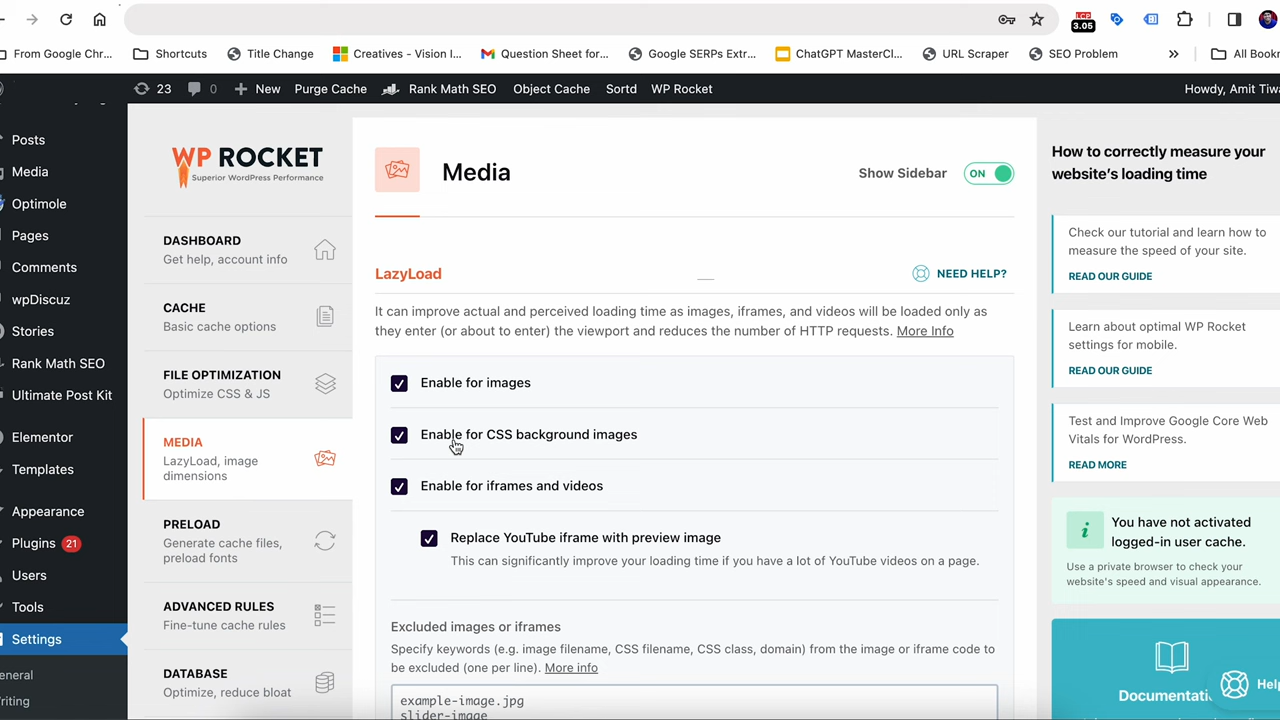 LCP
3.05
From Google Chr...
Shortcuts
Title Change
Creatives - Vision I...
Question Sheet for...
Google SERPs Extr...
ChatGPT MasterCl...
URL Scraper
SEO Problem
»
All Bookr
23
0
New
Purge Cache
Rank Math SEO
Object Cache
Sortd
WP Rocket
Howdy, Amit Tiwa
Posts
Media
Optimole
Pages
Comments
wpDiscuz
Stories
Rank Math SEO
Ultimate Post Kit
Elementor
Templates
Appearance
Plugins 21
Users
Tools
Settings
eneral
riting
WP ROCKET
Superior WordPress Performance
DASHBOARD
Get help, account info
CACHE
Basic cache options
FILE OPTIMIZATION
Optimize CSS & JS
MEDIA
LazyLoad, image
dimensions
PRELOAD
Generate cache files,
preload fonts
ADVANCED RULES
Fine-tune cache rules
DATABASE
Optimize, reduce bloat
Media
Show Sidebar
ON
LazyLoad
NEED HELP?
It can improve actual and perceived loading time as images, iframes, and videos will be loaded only as
they enter (or about to enter) the viewport and reduces the number of HTTP requests. More Info
Enable for images
Enable for CSS background images
Enable for iframes and videos
Replace YouTube iframe with preview image
This can significantly improve your loading time if you have a lot of YouTube videos on a page.
Excluded images or iframes
Specify keywords (e.g. image filename, CSS filename, CSS class, domain) from the image or iframe code to
be excluded (one per line). More info
example-image.jpg
slider-image
How to correctly measure your
website's loading time
Check our tutorial and learn how to
measure the speed of your site.
READ OUR GUIDE
Learn about optimal WP Rocket
settings for mobile.
READ OUR GUIDE
Test and Improve Google Core Web
Vitals for WordPress.
READ MORE
You have not activated
logged-in user cache.
Use a private browser to check your
website's speed and visual appearance.
Documentati
Help